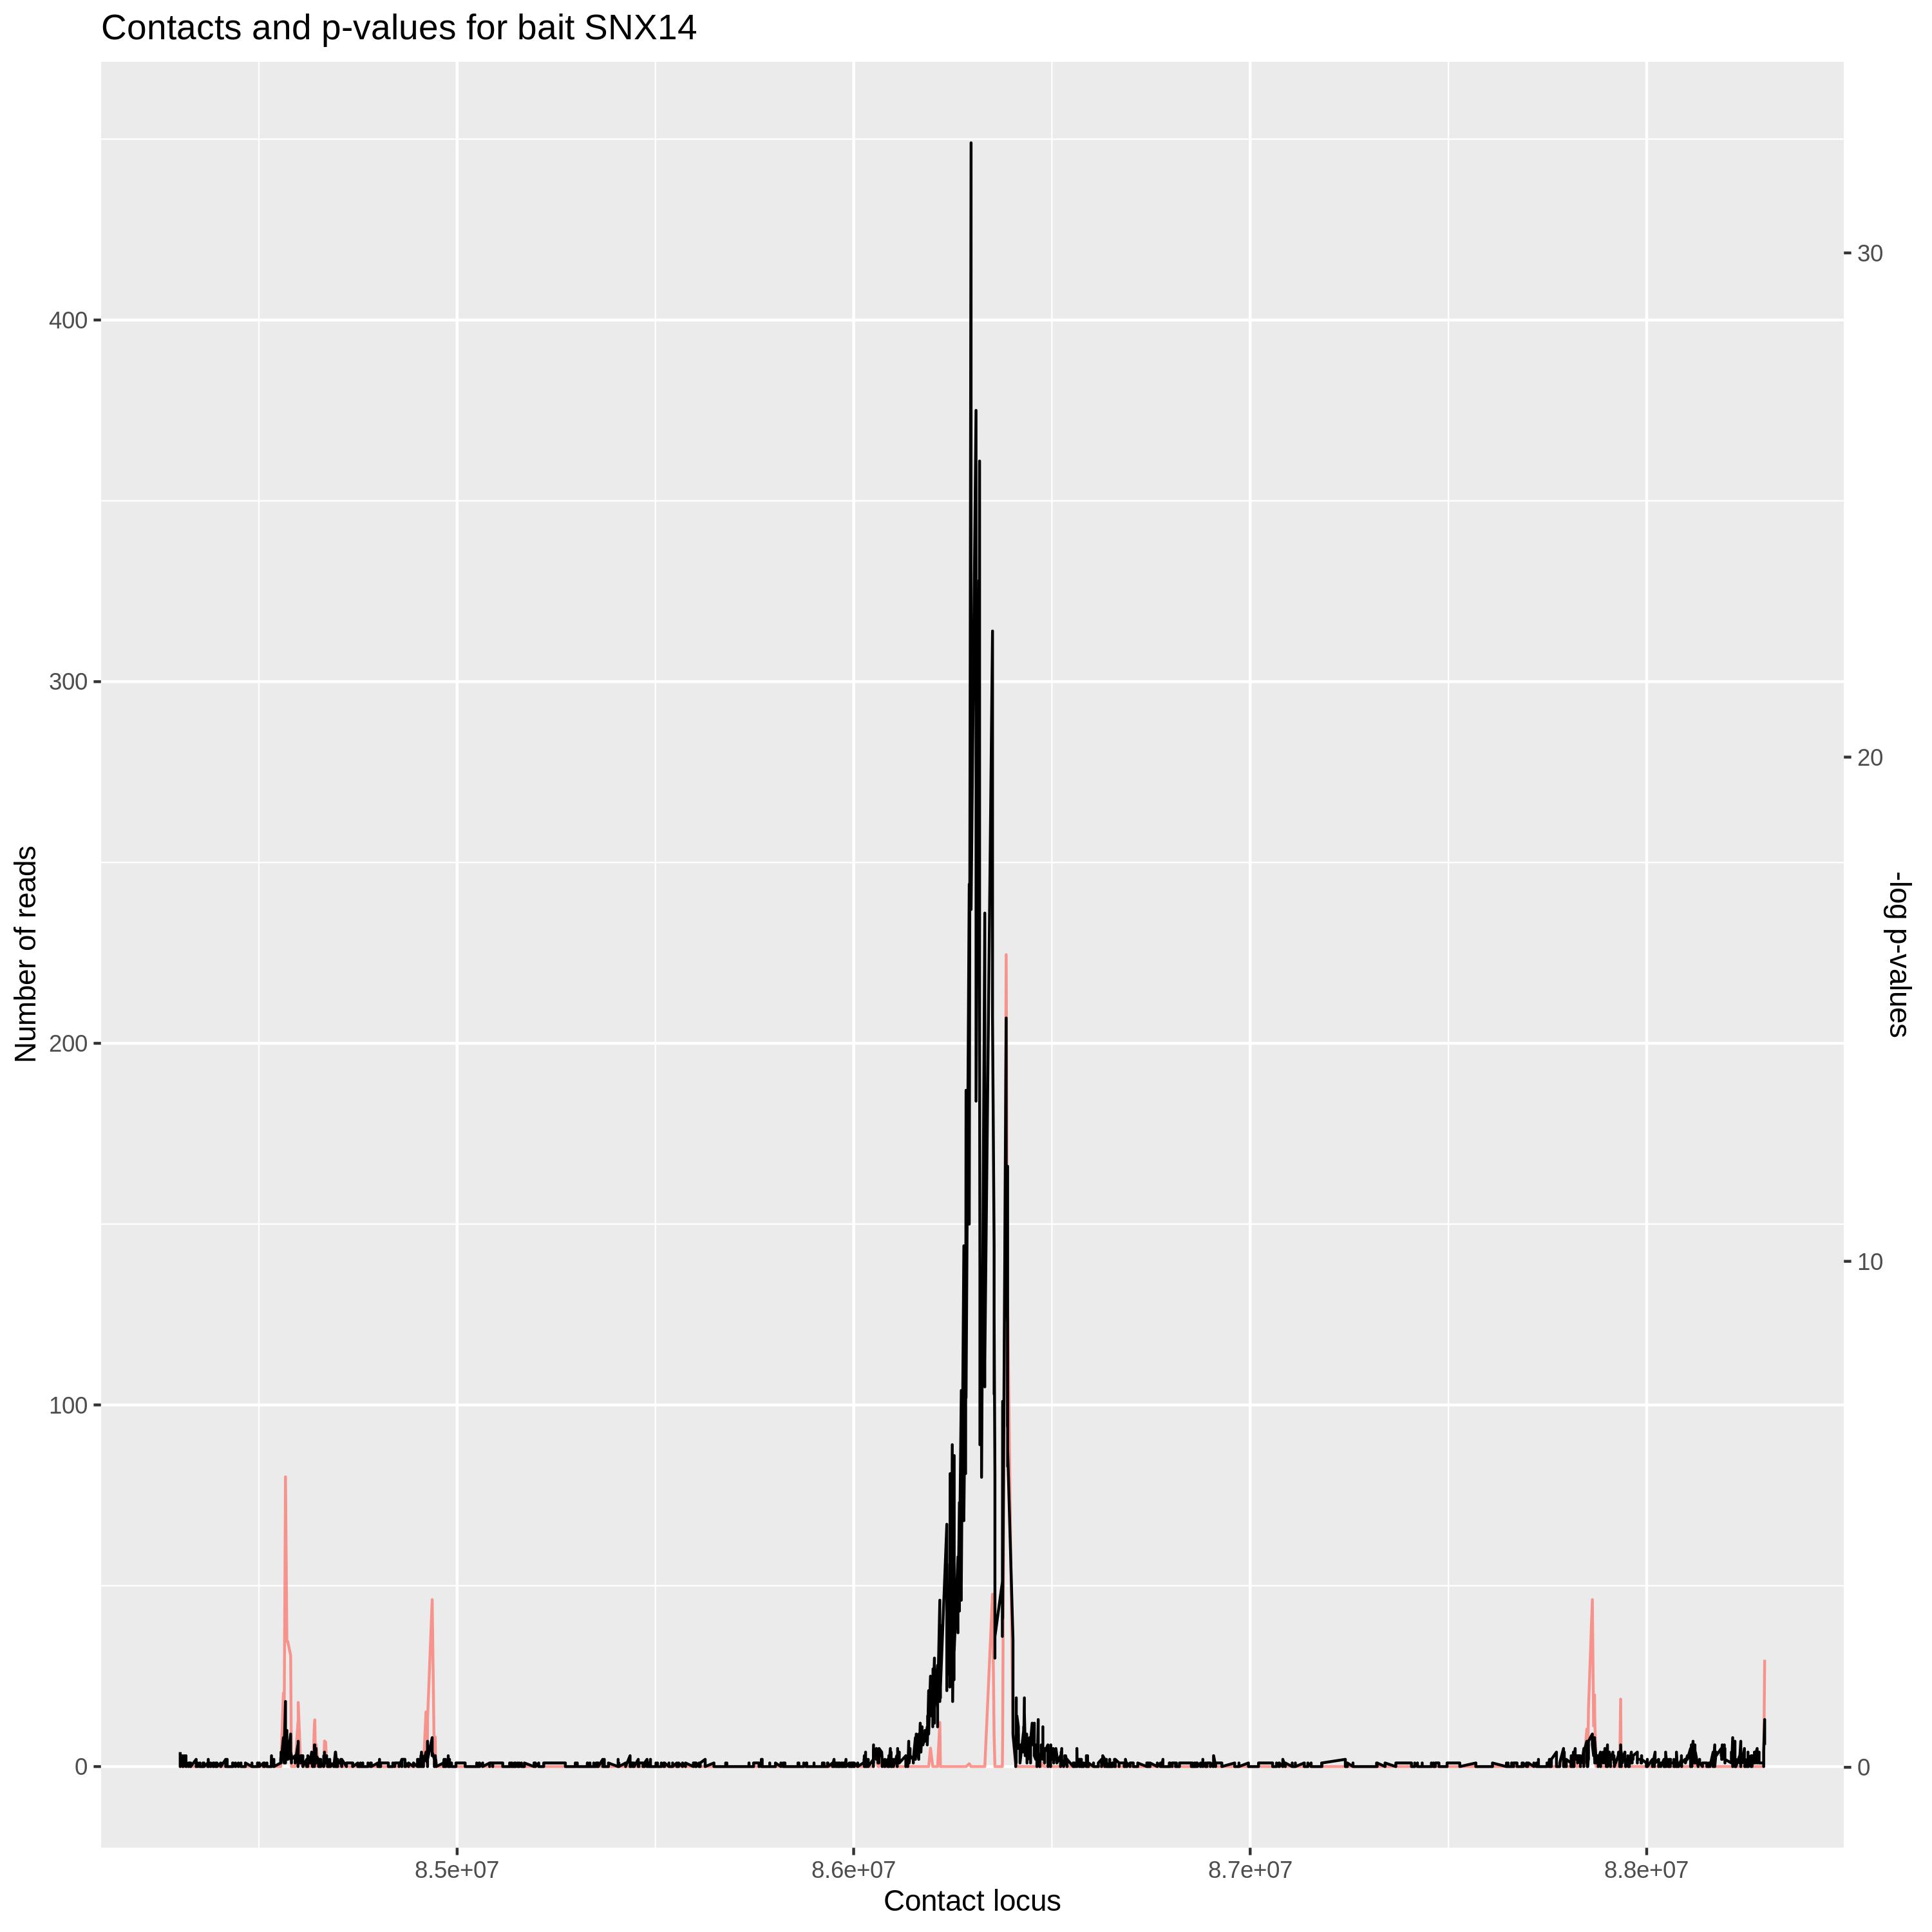 Contacts and p-values for bait SNX14
Number of reads
400
300
200
100
0
30
20
10
0
-log p-values
8.5e+07
8.6e+07
8.7e+07
8.8e+07
Contact locus